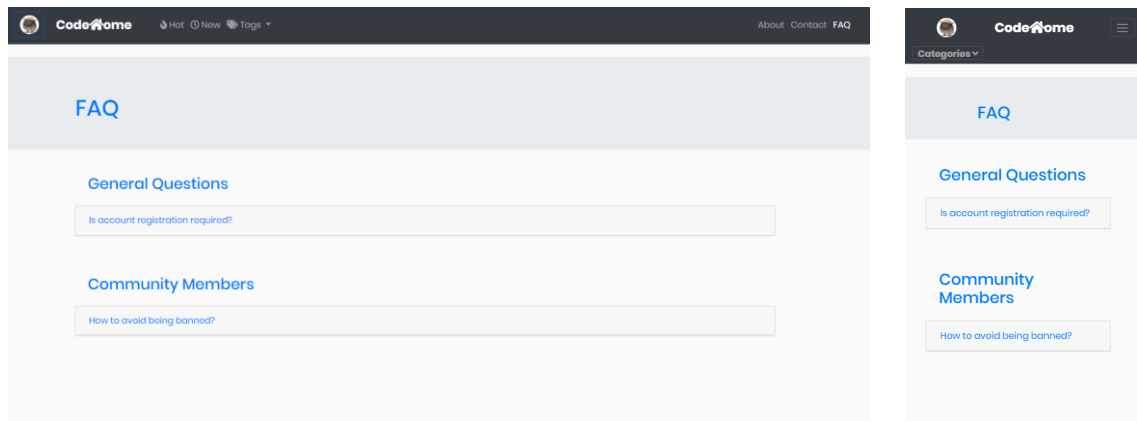 CodeHome Hot New Tags About Contact FAQ
FAQ
General Questions
Is account registration required?
Community Members
How to avoid being banned?
CodeHome
Categories
FAQ
General Questions
Is account registration required?
Community
Members
How to avoid being banned?